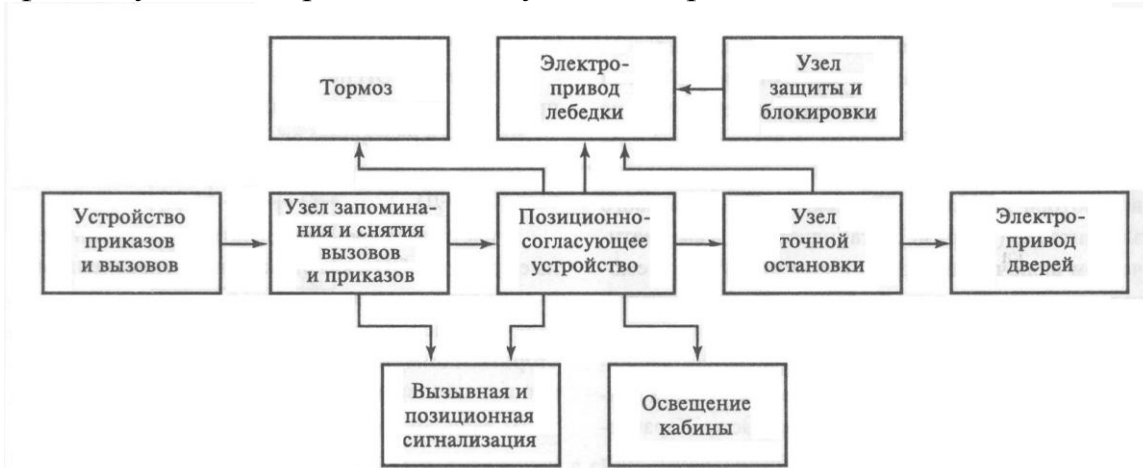 Тормоз
Электро-
привод
лебедки
Узел
защиты и
блокировки
Устройство
приказов
и вызовов
Узел запомина-
ния и снятия
вызовов
и приказов
Позиционно-
согласующее
устройство
Узел
точной
остановки
Электро-
привод
дверей
Вызывная и
позиционная
сигнализация
Освещение
кабины